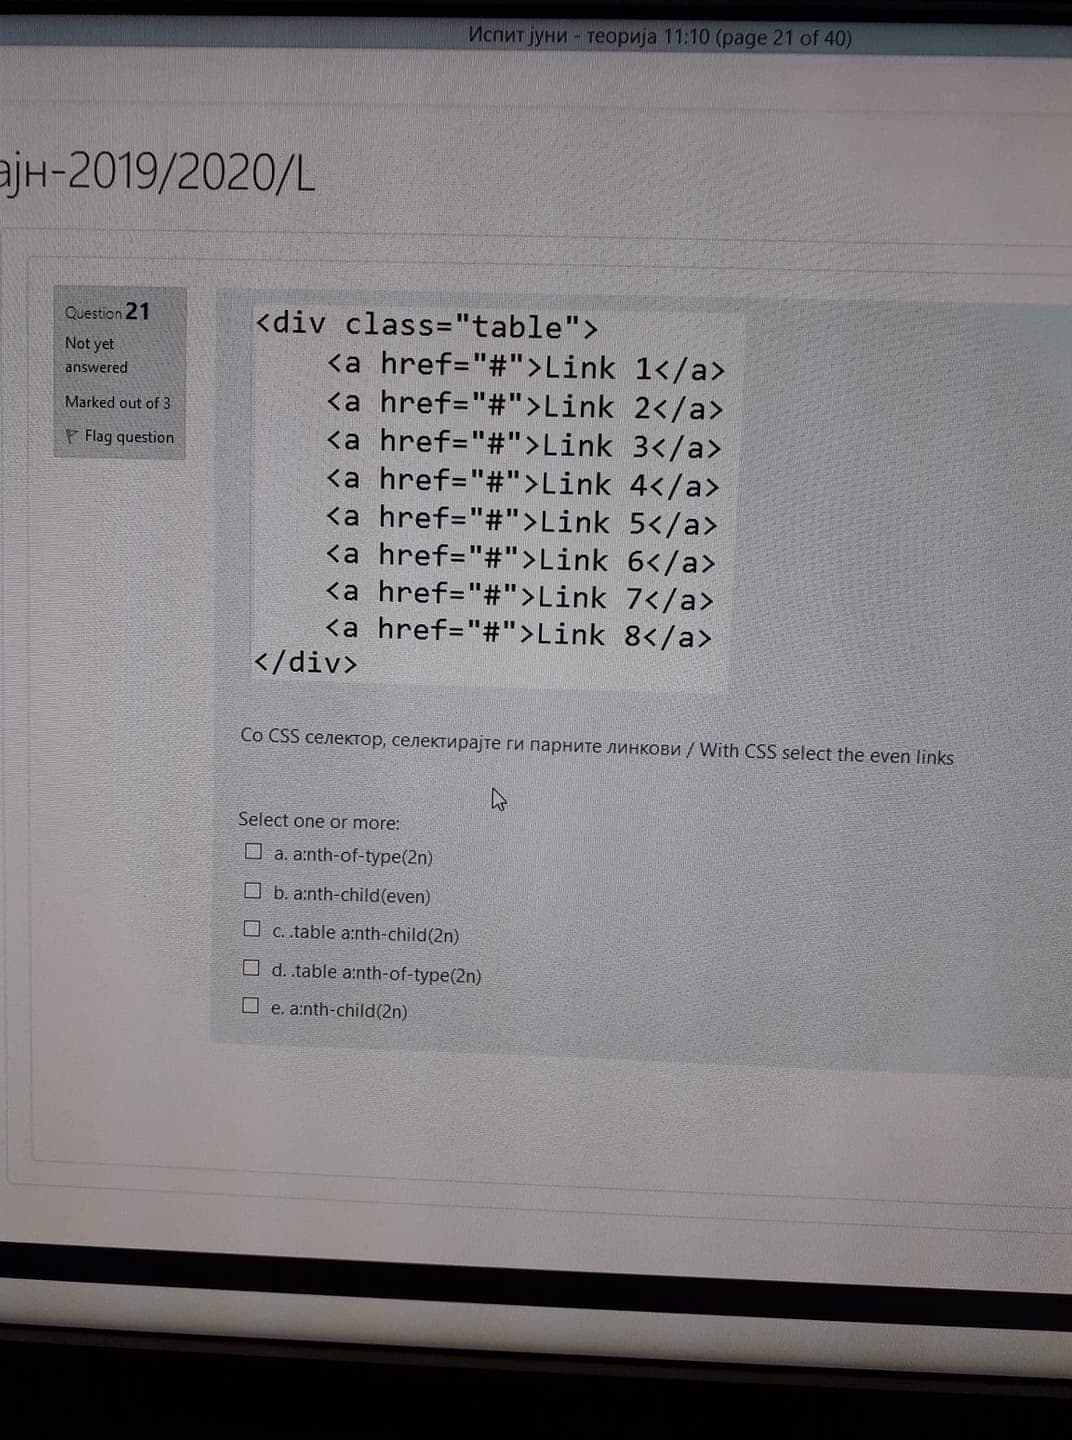 Испит јуни - теорија 11:10 (page 21 of 40)
ајн-2019/2020/L
Question 21
Not yet
answered
Marked out of 3
Flag question
<div class="table">
<a href="#">Link 1</a>
<a href="#">Link 2</a>
<a href="#">Link 3</a>
<a href="#">Link 4</a>
<a href="#">Link 5</a>
<a href="#">Link 6</a>
<a href="#">Link 7</a>
<a href="#">Link 8</a>
</div>
Со CSS селектор, селектирајте ги парните линкови / With CSS select the even links
Select one or more:
a. a:nth-of-type(2n)
b. a:nth-child(even)
c. .table a:nth-child(2n)
d. .table a:nth-of-type(2n)
e. a:nth-child(2n)